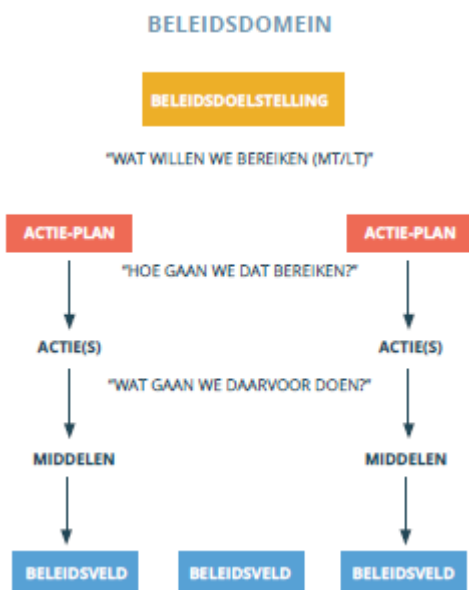 BELEIDSDOMEIN
BELEIDSDOELSTELLING
"WAT WILLEN WE BEREIKEN (MT/LT)"
ACTIE-PLAN ACTIE-PLAN
"HOE GAAN WE DAT BEREIKEN?"
ACTIE(S) ACTIE(S)
"WAT GAAN WE DAARVOOR DOEN?"
MIDDELEN MIDDELEN
BELEIDSVELD BELEIDSVELD BELEIDSVELD